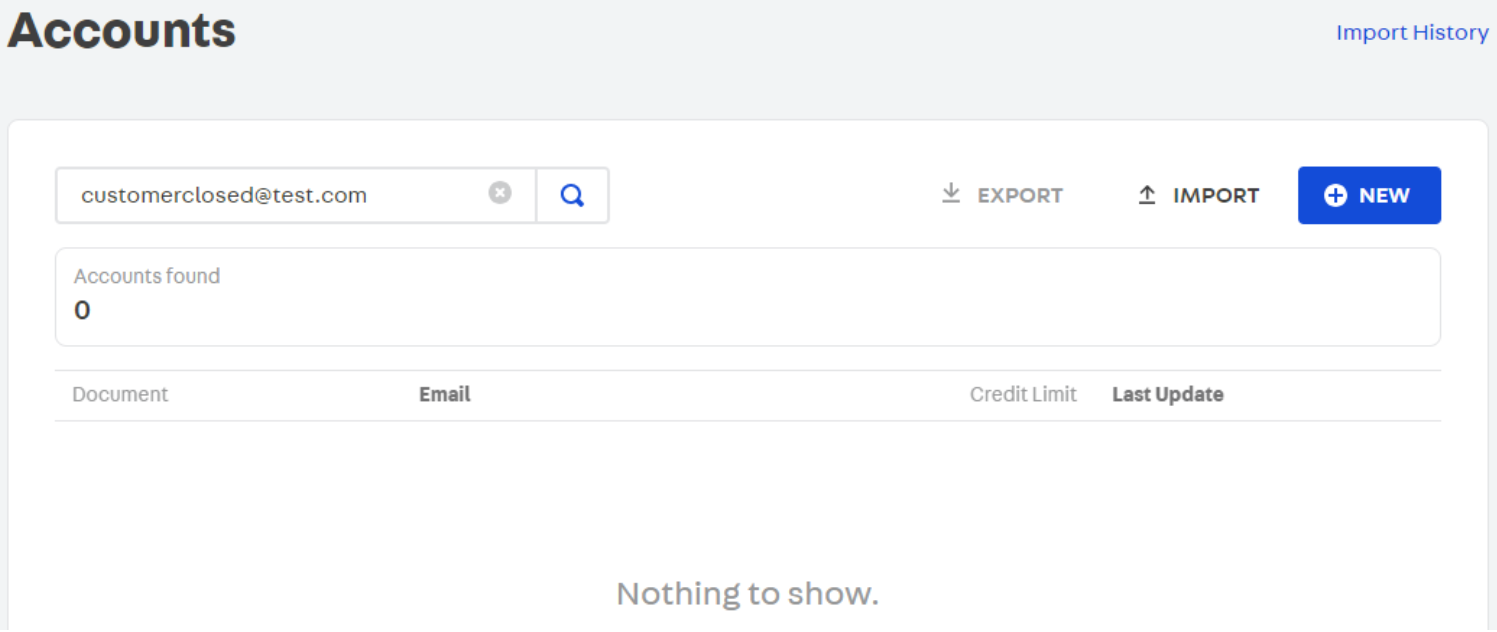 Accounts
Import History
customerclosed@test.com
EXPORT
IMPORT
NEW
Accounts found
0
Document Email Credit Limit Last Update
Nothing to show.